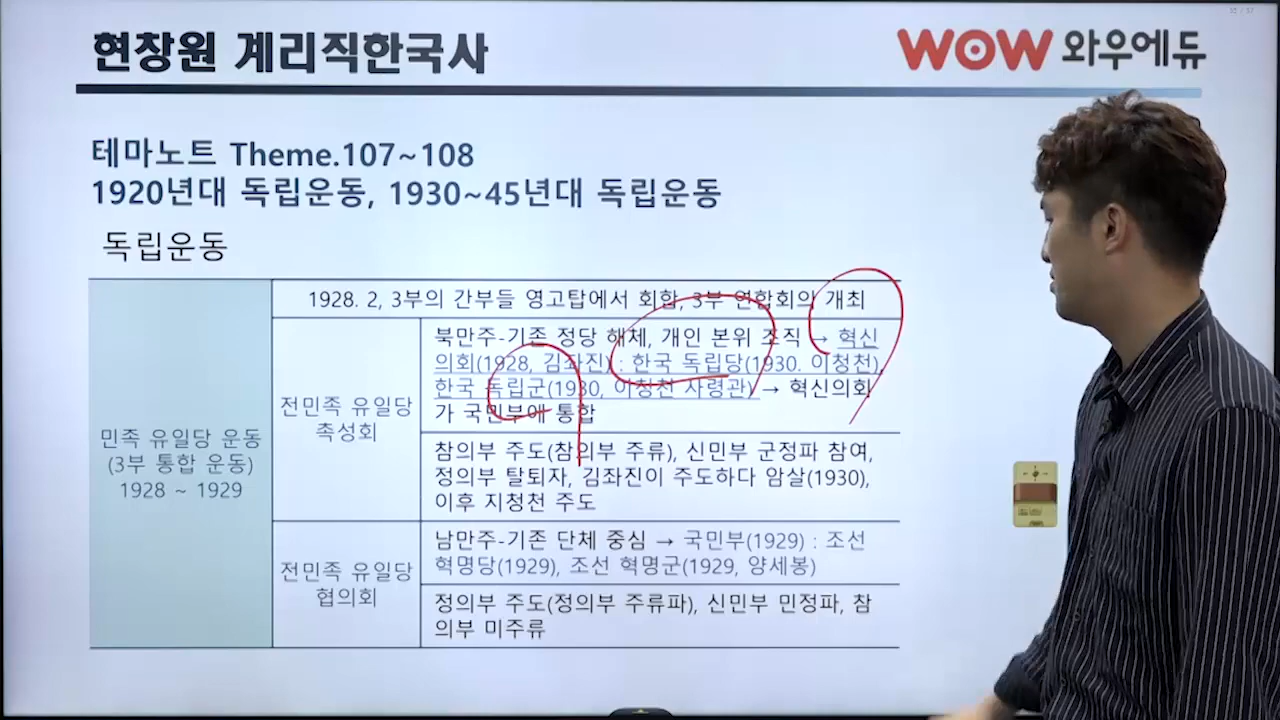 현창원 계리직한국사
WOW 와우에듀
테마노트 Theme.107~108
1920년대 독립운동, 1930~45년대 독립운동
독립운동
민족 유일당 운동
(3부 통합 운동)
1928 ~ 1929
1928. 2, 3부의 간부들 영고탑에서 회합, 3부 연합회의 개최
전민족 유일당
촉성회
북만주-기존 정당 해체, 개인 본위 조직 → 혁신
의회(1928, 김좌진) : 한국 독립당(1930. 이청천),
한국 독립군(1930, 이청천 사령관) → 혁신의회
가 국민부에 통합
참의부 주도(참의부 주류), 신민부 군정파 참여,
정의부 탈퇴자, 김좌진이 주도하다 암살(1930),
이후 지청천 주도
전민족 유일당
협의회
남만주-기존 단체 중심 → 국민부(1929) : 조선
혁명당(1929), 조선 혁명군(1929, 양세봉)
정의부 주도(정의부 주류파), 신민부 민정파, 참
의부 미주류